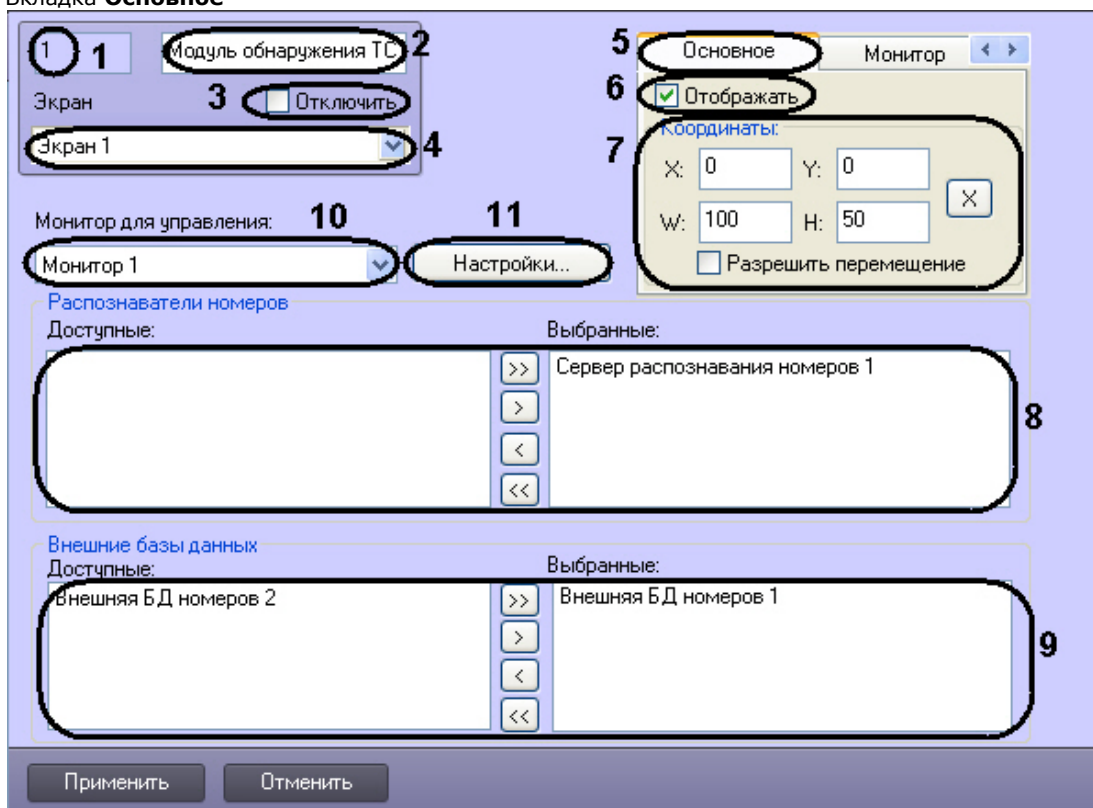 Вкладка Основное
1 1 Модуль обнаружения ТС 2
Экран 3 Отключить
Экран 1 4
5 Основное Монитор
6 Отображать
7 Координаты:
X: 0 Y: 0 X
W: 100 H: 50
Разрешить перемещение
Монитор для управления: 10 11
Монитор 1 Настройки...
Распознаватели номеров
Доступные: Выбранные:
>> Сервер распознавания номеров 1
>
<
<<
8
Внешние базы данных
Доступные: Выбранные:
Внешняя БД номеров 2 >> Внешняя БД номеров 1
>
<
<<
9
Применить Отменить